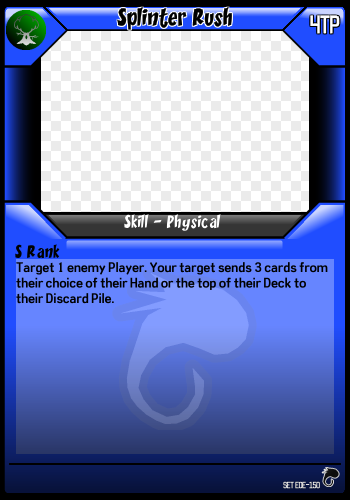 Splinter Rush
4TP
Skill - Physical
S Rank
Target 1 enemy Player. Your target sends 3 cards from
their choice of their Hand or the top of their Deck to
their Discard Pile.
SET EDE-150